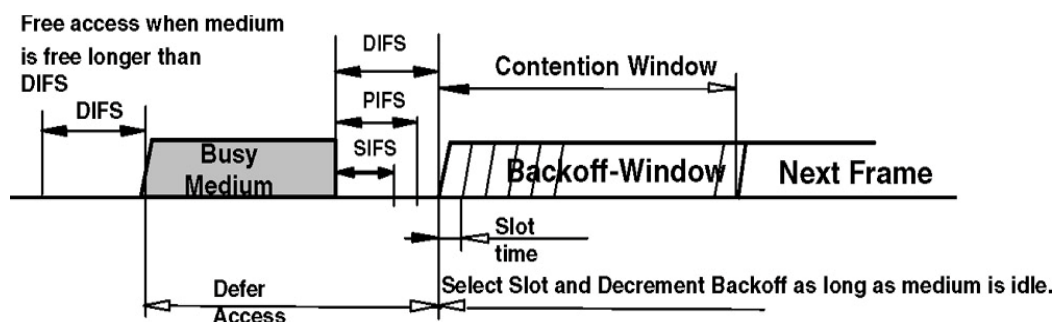 Free access when medium
is free longer than
DIFS
DIFS
DIFS
PIFS
SIFS
Contention Window
Busy
Medium
Backoff-Window
Next Frame
Slot
time
Defer
Access
Select Slot and Decrement Backoff as long as medium is idle.